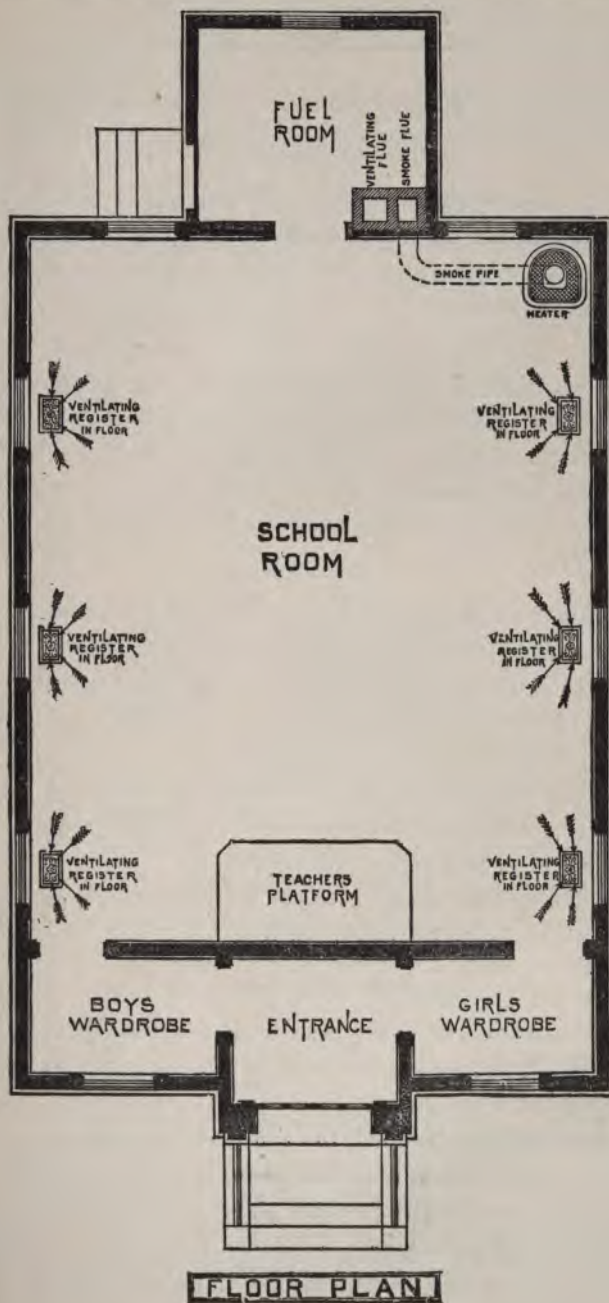 FUEL
ROOM
VENTILATING
FLUE
SMOKE FLUE
SMOKE PIPE
HEATER
VENTILATING
REGISTER
IN FLOOR
VENTILATING
REGISTER
IN FLOOR
SCHOOL
ROOM
VENTILATING
REGISTER
IN FLOOR
VENTILATING
REGISTER
IN FLOOR
VENTILATING
REGISTER
IN FLOOR
TEACHERS
PLATFORM
VENTILATING
REGISTER
IN FLOOR
BOYS
WARDROBE
ENTRANCE
GIRLS
WARDROBE
FLOOR PLAN